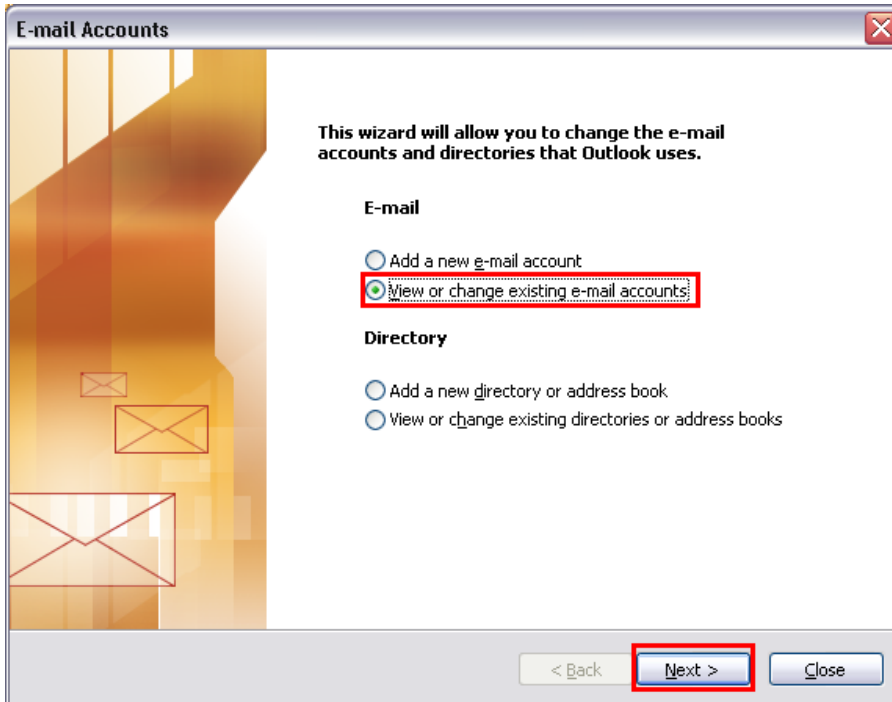 E-mail Accounts
This wizard will allow you to change the e-mail
accounts and directories that Outlook uses.
E-mail
Add a new e-mail account
View or change existing e-mail accounts
Directory
Add a new directory or address book
View or change existing directories or address books
< Back Next > Close